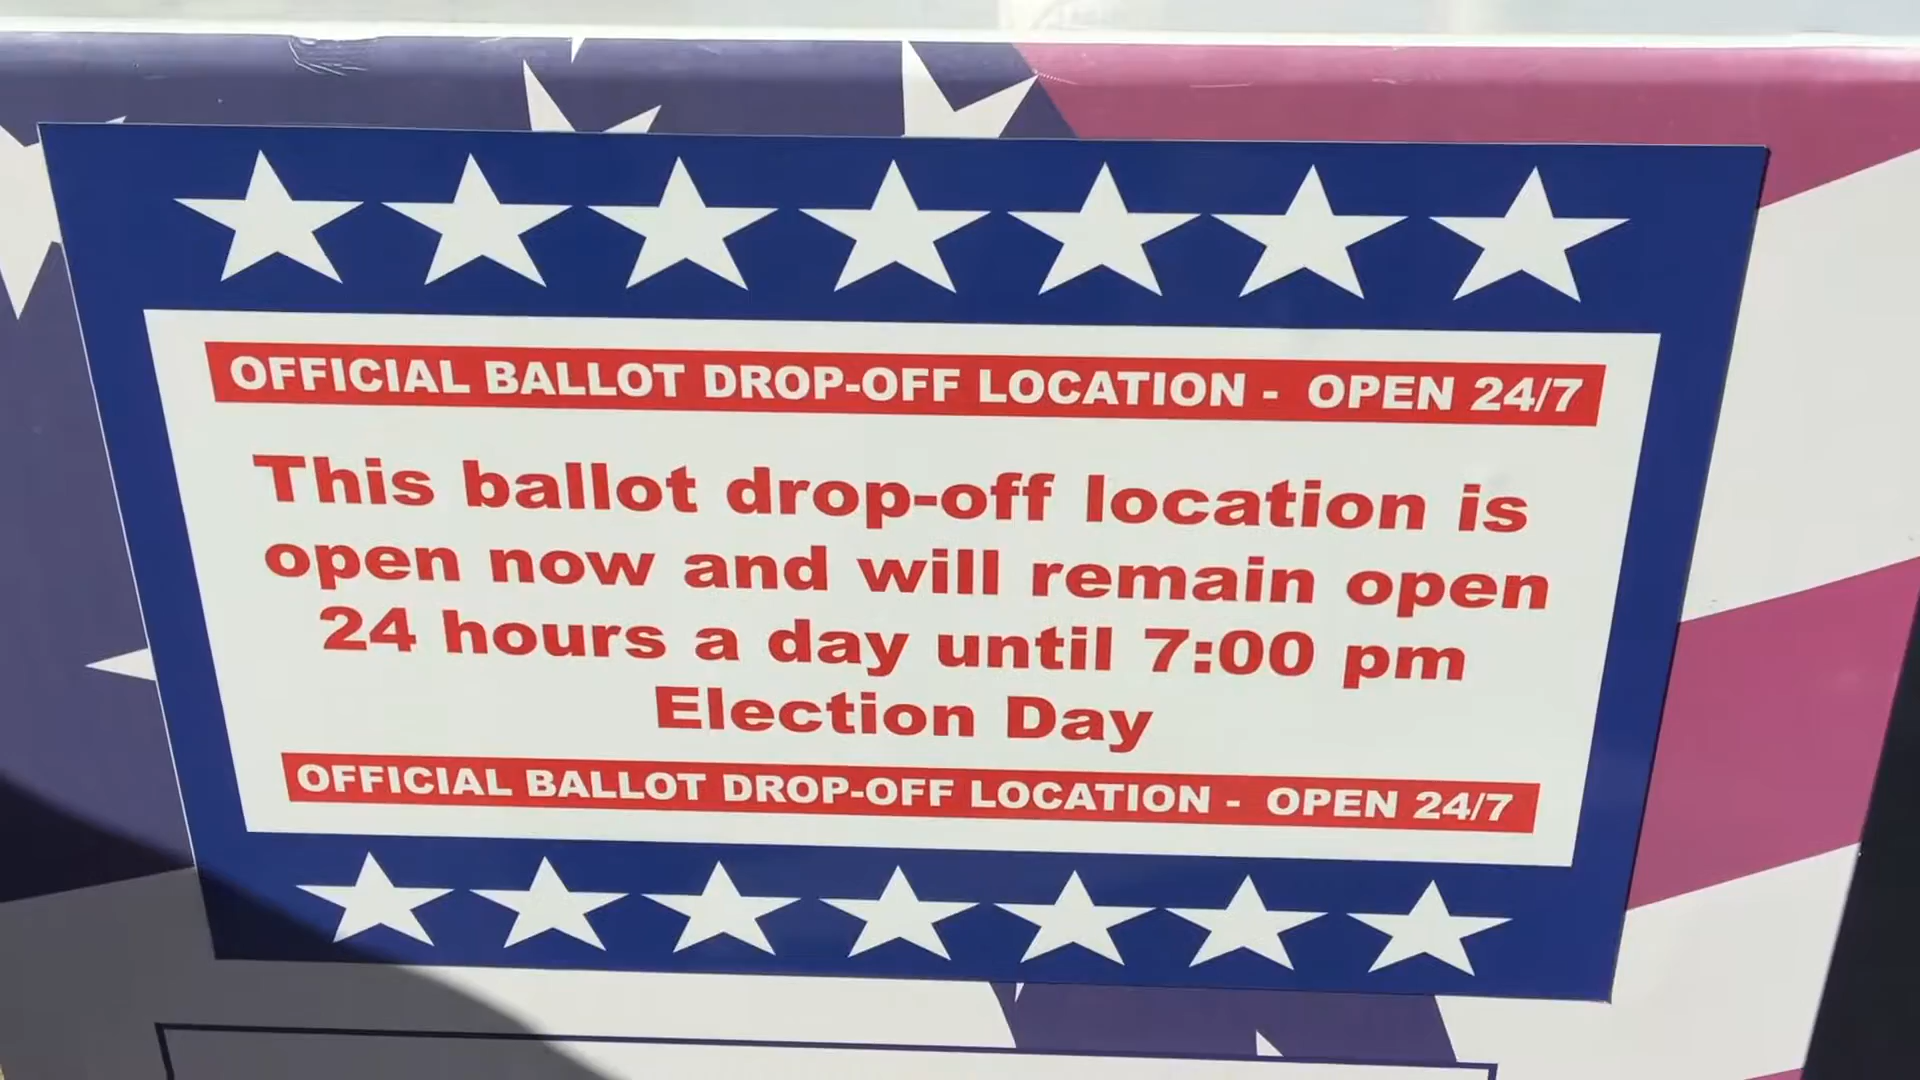 OFFICIAL BALLOT DROP-OFF LOCATION - OPEN 24/7
This ballot drop-off location is
open now and will remain open
24 hours a day until 7:00 pm
Election Day
OFFICIAL BALLOT DROP-OFF LOCATION - OPEN 24/7